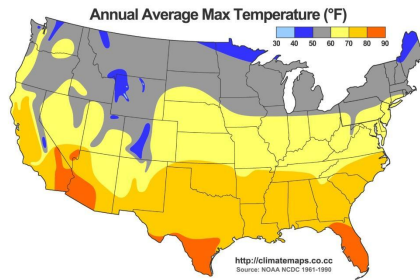 Annual Average Max Temperature (°F)
30 40 50 60 70 80 90
http://climatemaps.co.cc
Source: NOAA NCDC 1961-1990